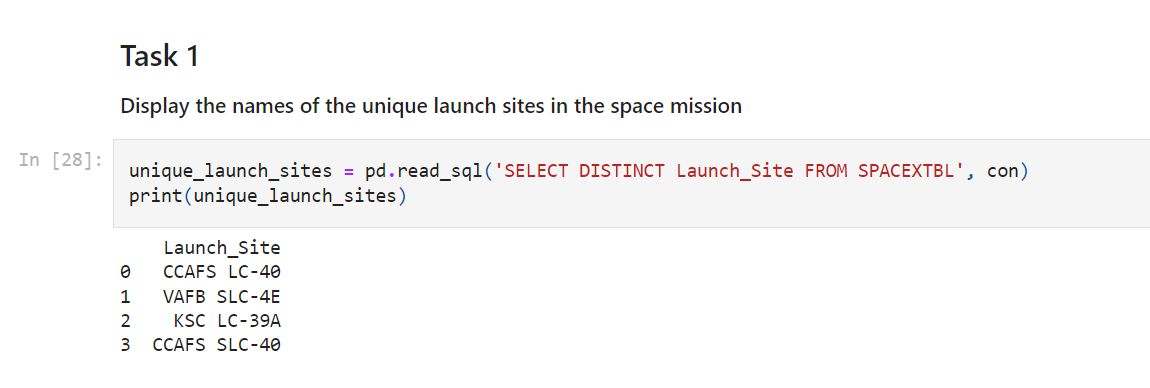 Task 1
Display the names of the unique launch sites in the space mission
In [28]:
unique_launch_sites = pd.read_sql('SELECT DISTINCT Launch_Site FROM SPACEXTBL', con)
print(unique_launch_sites)
    Launch_Site
0   CCAFS LC-40
1   VAFB SLC-4E
2    KSC LC-39A
3  CCAFS SLC-40